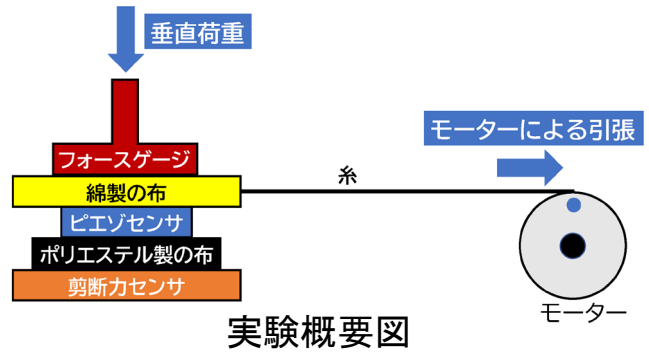 垂直荷重
フォースゲージ
モーターによる引張
綿製の布
糸
ピエゾセンサ
ポリエステル製の布
剪断力センサ
モーター
実験概要図